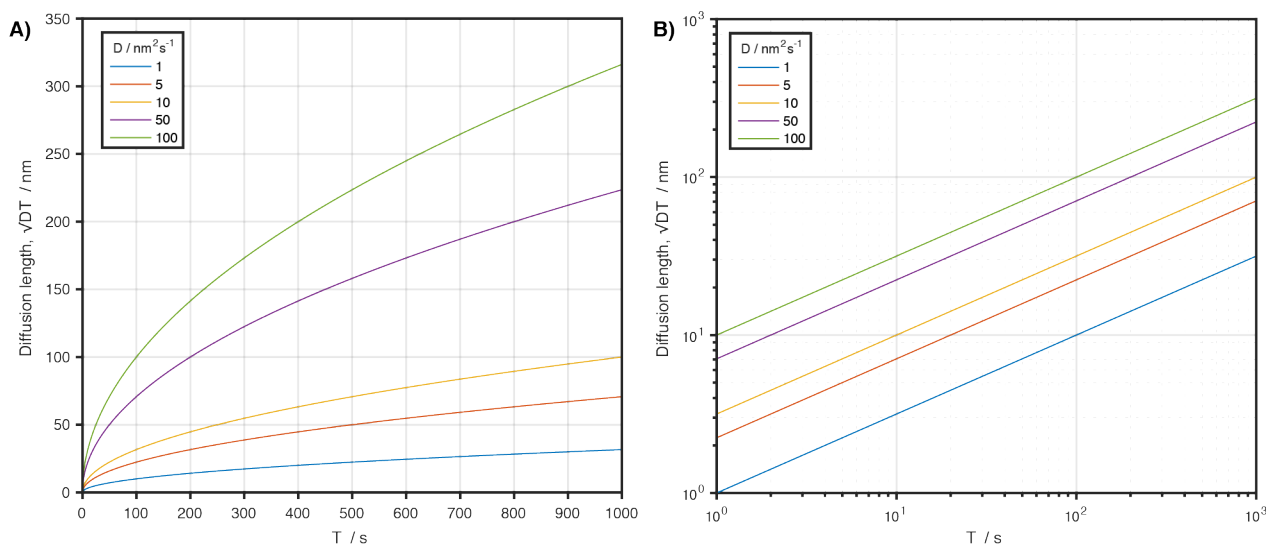 A)
Diffusion length, √DT / nm
350
300
250
200
150
100
50
0
D / nm²s⁻¹
1
5
10
50
100
0 100 200 300 400 500 600 700 800 900 1000
T / s
B)
Diffusion length, √DT / nm
10³
10²
10¹
10⁰
D / nm²s⁻¹
1
5
10
50
100
10⁰ 10¹ 10² 10³
T / s